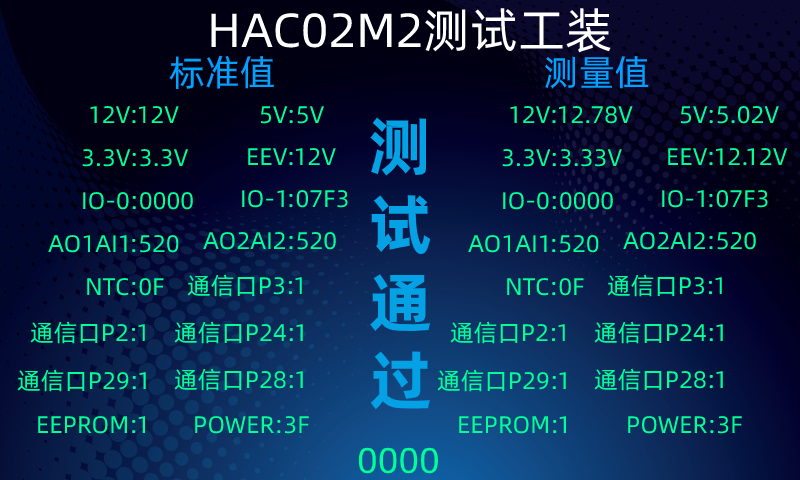 HAC02M2测试工装
标准值 测量值
12V:12V 5V:5V 12V:12.78V 5V:5.02V
3.3V:3.3V EEV:12V 3.3V:3.33V EEV:12.12V
IO-0:0000 IO-1:07F3 IO-0:0000 IO-1:07F3
AO1AI1:520 AO2AI2:520 AO1AI1:520 AO2AI2:520
NTC:0F 通信口P3:1 NTC:0F 通信口P3:1
通信口P2:1 通信口P24:1 通信口P2:1 通信口P24:1
通信口P29:1 通信口P28:1 通信口P29:1 通信口P28:1
EEPROM:1 POWER:3F EEPROM:1 POWER:3F
测试通过
0000